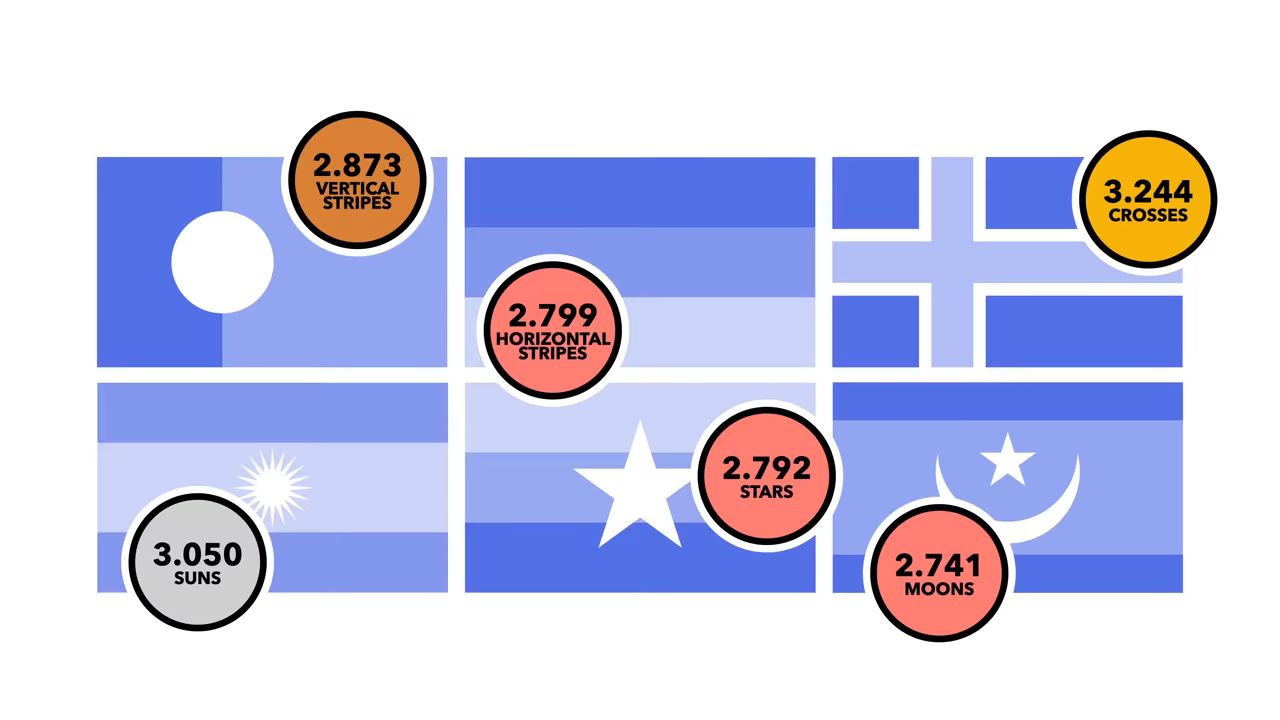 2.873
VERTICAL
STRIPES
2.799
HORIZONTAL
STRIPES
3.244
CROSSES
3.050
SUNS
2.792
STARS
2.741
MOONS